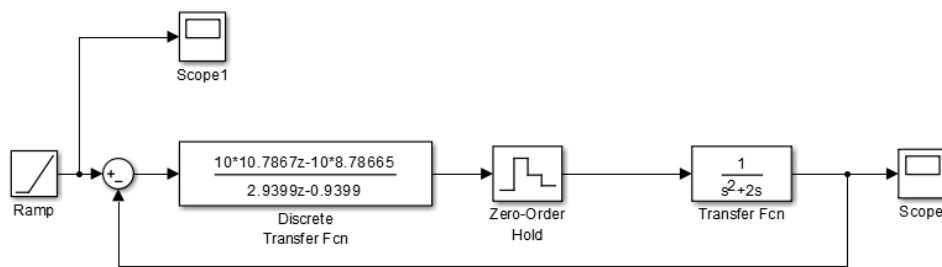 Scope1
+
−
10*10.7867z-10*8.78665
2.9399z-0.9399
1
s²+2s
Ramp
Discrete
Transfer Fcn
Zero-Order
Hold
Transfer Fcn
Scope